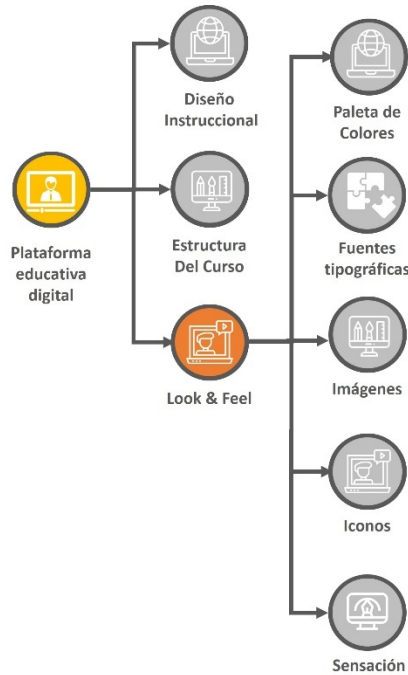 Plataforma
educativa
digital
Diseño
Instruccional
Estructura
Del Curso
Look & Feel
Paleta de
Colores
Fuentes
tipográficas
Imágenes
Iconos
Sensación